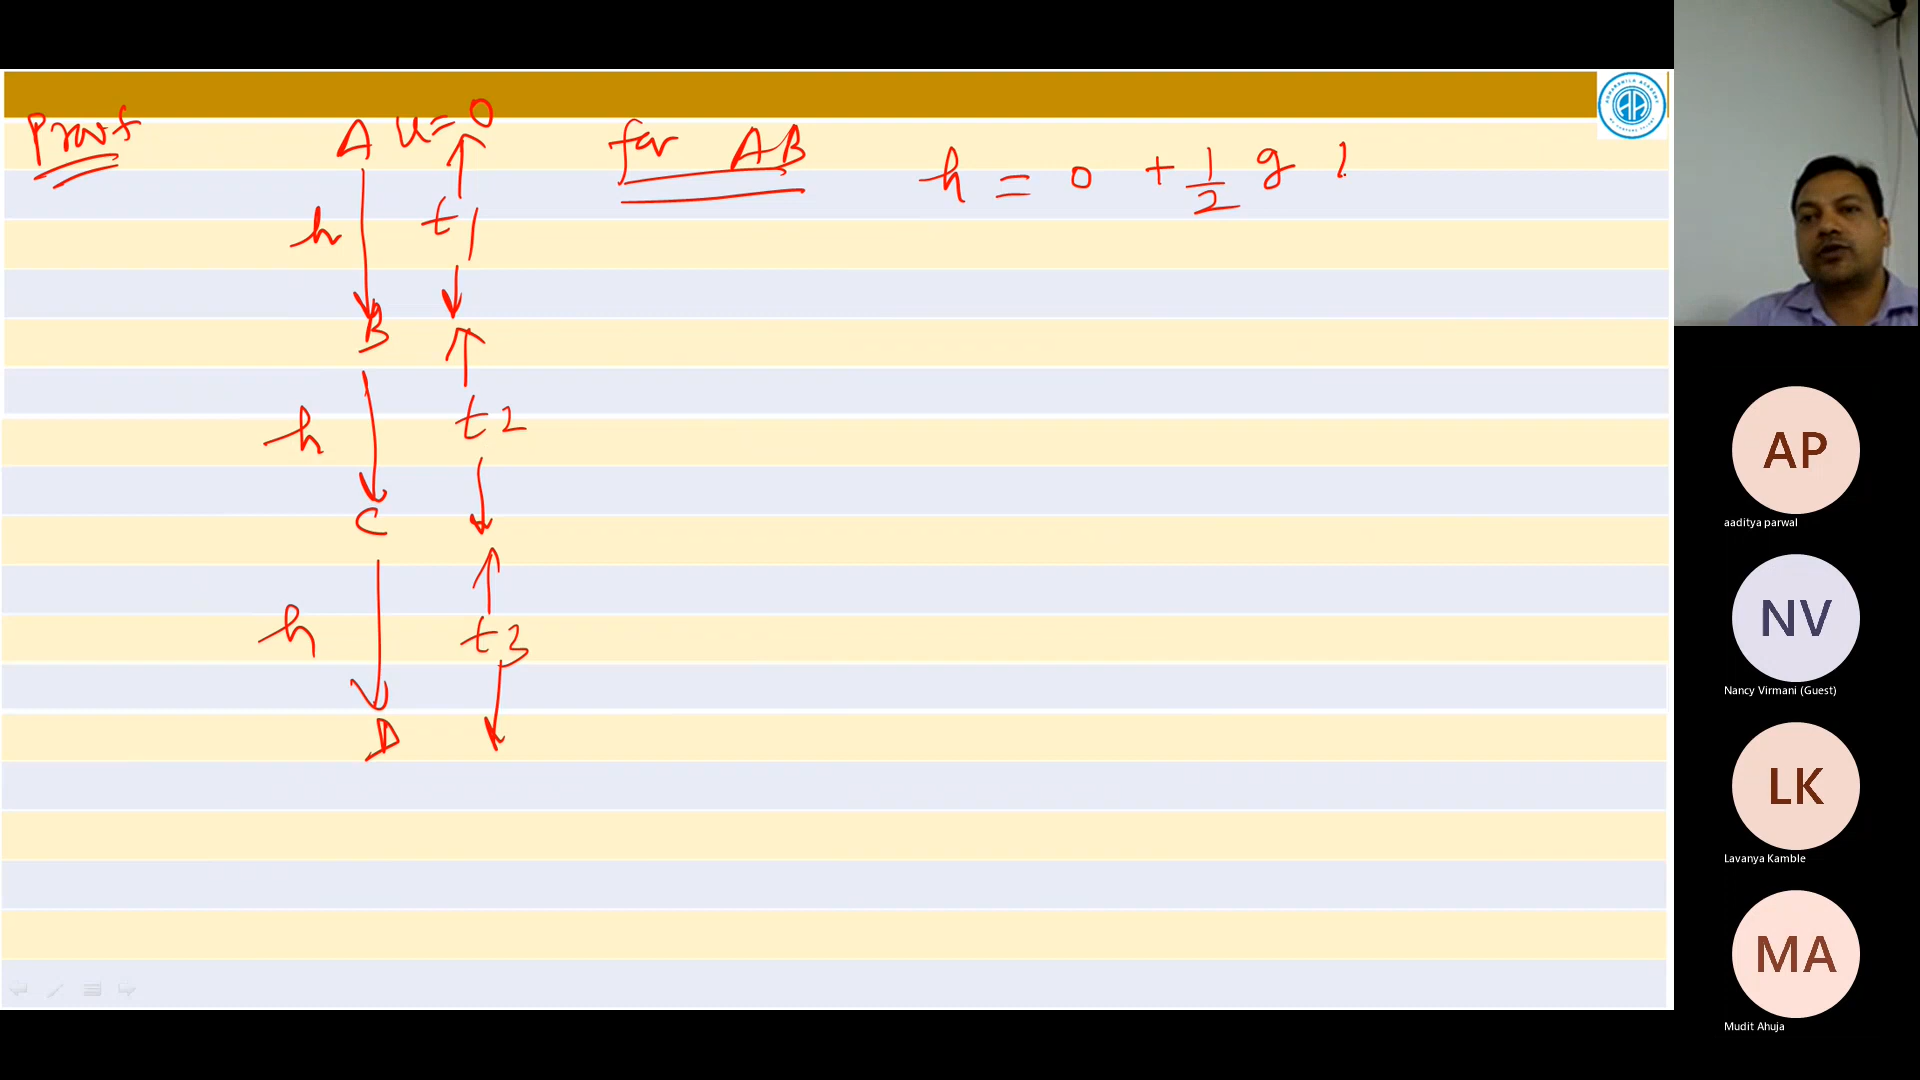 Proof
A u=0
for AB
h = 0 + 1/2 g
h
t1
B
h
t2
C
h
t3
D
AP
aaditya parwal
NV
Nancy Virmani (Guest)
LK
Lavanya Kamble
MA
Mudit Ahuja